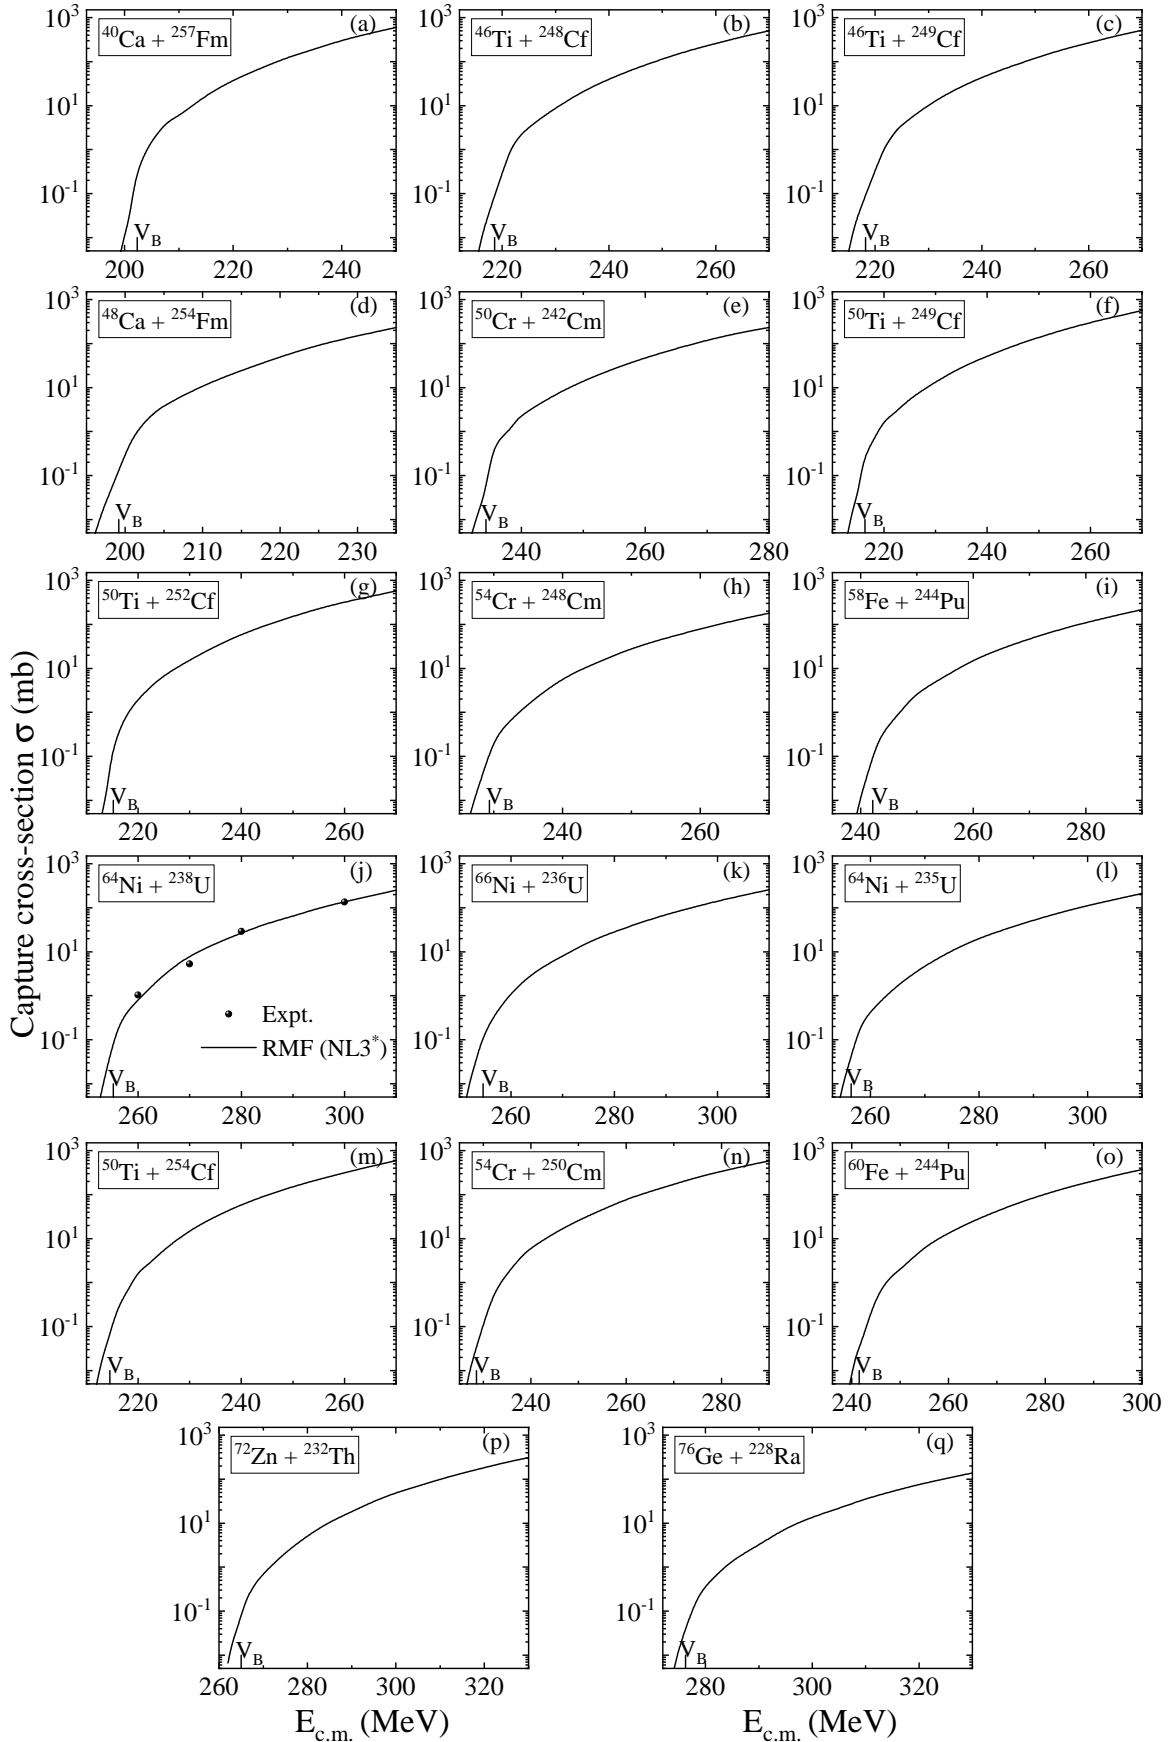 Capture cross-section σ (mb)
10³ 10¹ 10⁻¹
⁴⁰Ca + ²⁵⁷Fm (a)
V_B
200 220 240
10³ 10¹ 10⁻¹
⁴⁶Ti + ²⁴⁸Cf (b)
V_B
220 240 260
10³ 10¹ 10⁻¹
⁴⁶Ti + ²⁴⁹Cf (c)
V_B
220 240 260
10³ 10¹ 10⁻¹
⁴⁸Ca + ²⁵⁴Fm (d)
V_B
200 210 220 230
10³ 10¹ 10⁻¹
⁵⁰Cr + ²⁴²Cm (e)
V_B
240 260 280
10³ 10¹ 10⁻¹
⁵⁰Ti + ²⁴⁹Cf (f)
V_B
220 240 260
10³ 10¹ 10⁻¹
⁵⁰Ti + ²⁵²Cf (g)
V_B
220 240 260
10³ 10¹ 10⁻¹
⁵⁴Cr + ²⁴⁸Cm (h)
V_B
230 240 250 260
10³ 10¹ 10⁻¹
⁵⁸Fe + ²⁴⁴Pu (i)
V_B
240 260 280
10³ 10¹ 10⁻¹
⁶⁴Ni + ²³⁸U (j)
Expt.
RMF (NL3*)
V_B
260 280 300
10³ 10¹ 10⁻¹
⁶⁶Ni + ²³⁶U (k)
V_B
260 280 300
10³ 10¹ 10⁻¹
⁶⁴Ni + ²³⁵U (l)
V_B
260 280 300
10³ 10¹ 10⁻¹
⁵⁰Ti + ²⁵⁴Cf (m)
V_B
220 240 260
10³ 10¹ 10⁻¹
⁵⁴Cr + ²⁵⁰Cm (n)
V_B
240 260 280
10³ 10¹ 10⁻¹
⁶⁰Fe + ²⁴⁴Pu (o)
V_B
240 260 280 300
10³ 10¹ 10⁻¹
⁷²Zn + ²³²Th (p)
V_B
260 280 300 320
E_c.m. (MeV)
10³ 10¹ 10⁻¹
⁷⁶Ge + ²²⁸Ra (q)
V_B
280 300 320
E_c.m. (MeV)